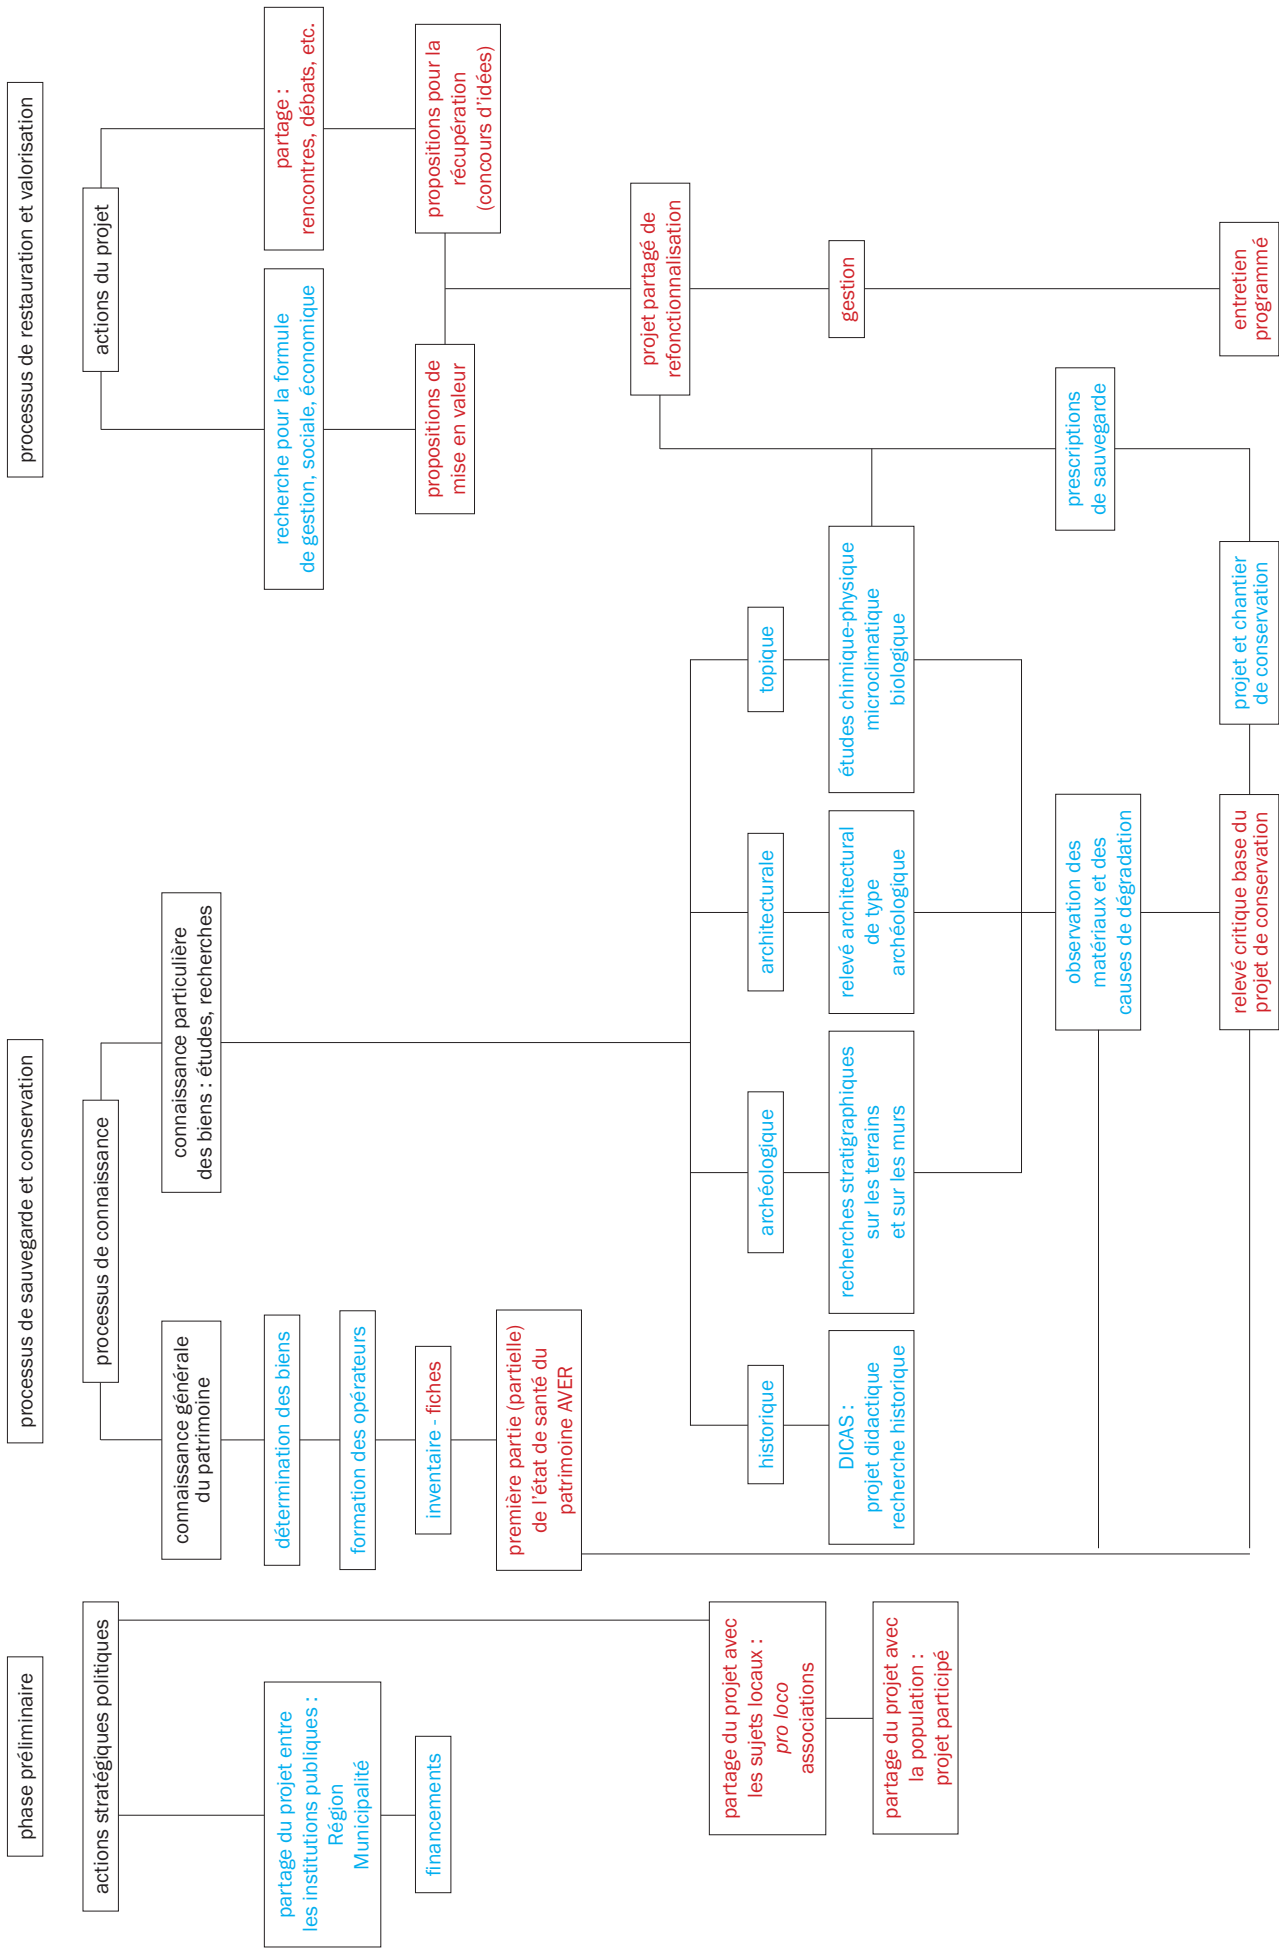 phase préliminaire
actions stratégiques politiques
partage du projet entre
les institutions publiques :
Région
Municipalité
financements
partage du projet avec
les sujets locaux :
pro loco
associations
partage du projet avec
la population :
projet participé
processus de sauvegarde et conservation
processus de connaissance
connaissance générale
du patrimoine
détermination des biens
formation des opérateurs
inventaire - fiches
première partie (partielle)
de l'état de santé du
patrimoine AVER
connaissance particulière
des biens : études, recherches
historique
DICAS :
projet didactique
recherche historique
archéologique
recherches stratigraphiques
sur les terrains
et sur les murs
architecturale
relevé architectural
de type
archéologique
topique
études chimique-physique
microclimatique
biologique
observation des
matériaux et des
causes de dégradation
relevé critique base du
projet de conservation
processus de restauration et valorisation
actions du projet
recherche pour la formule
de gestion, sociale, économique
partage :
rencontres, débats, etc.
propositions de
mise en valeur
propositions pour la
récupération
(concours d'idées)
projet partagé de
refonctionnalisation
gestion
prescriptions
de sauvegarde
projet et chantier
de conservation
entretien
programmé